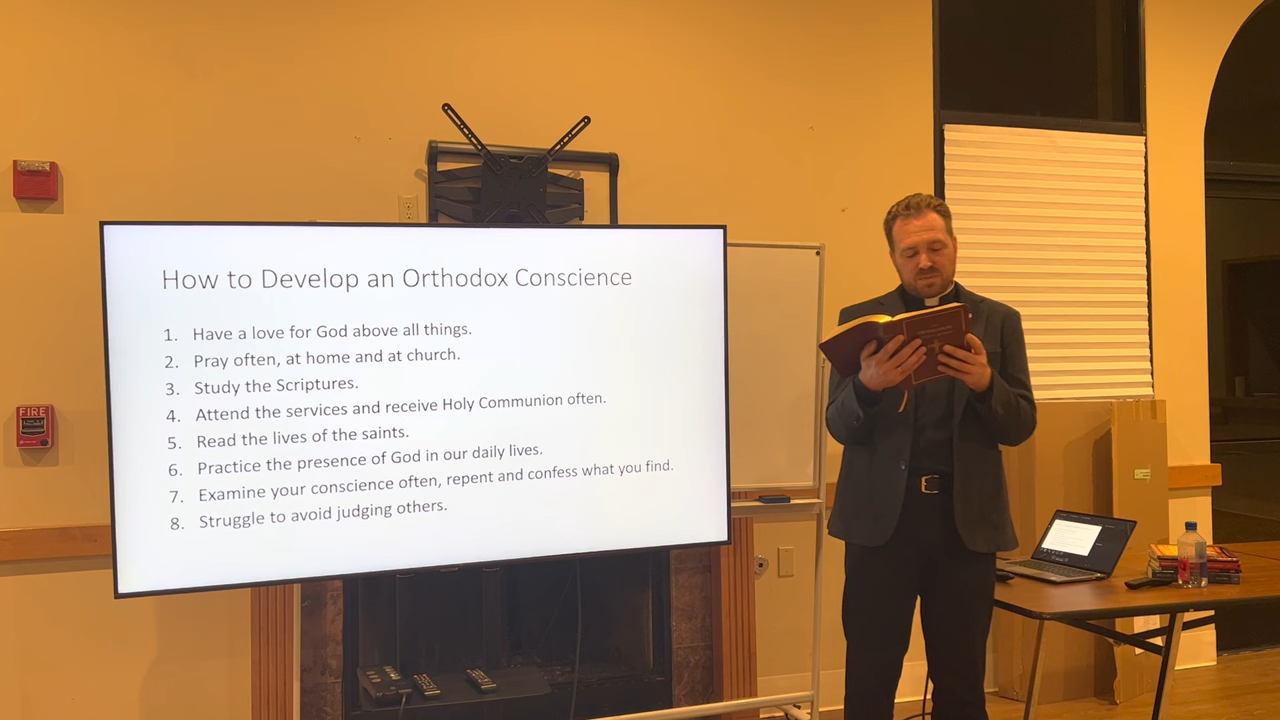 How to Develop an Orthodox Conscience
1. Have a love for God above all things.
2. Pray often, at home and at church.
3. Study the Scriptures.
4. Attend the services and receive Holy Communion often.
5. Read the lives of the saints.
6. Practice the presence of God in our daily lives.
7. Examine your conscience often, repent and confess what you find.
8. Struggle to avoid judging others.
FIRE